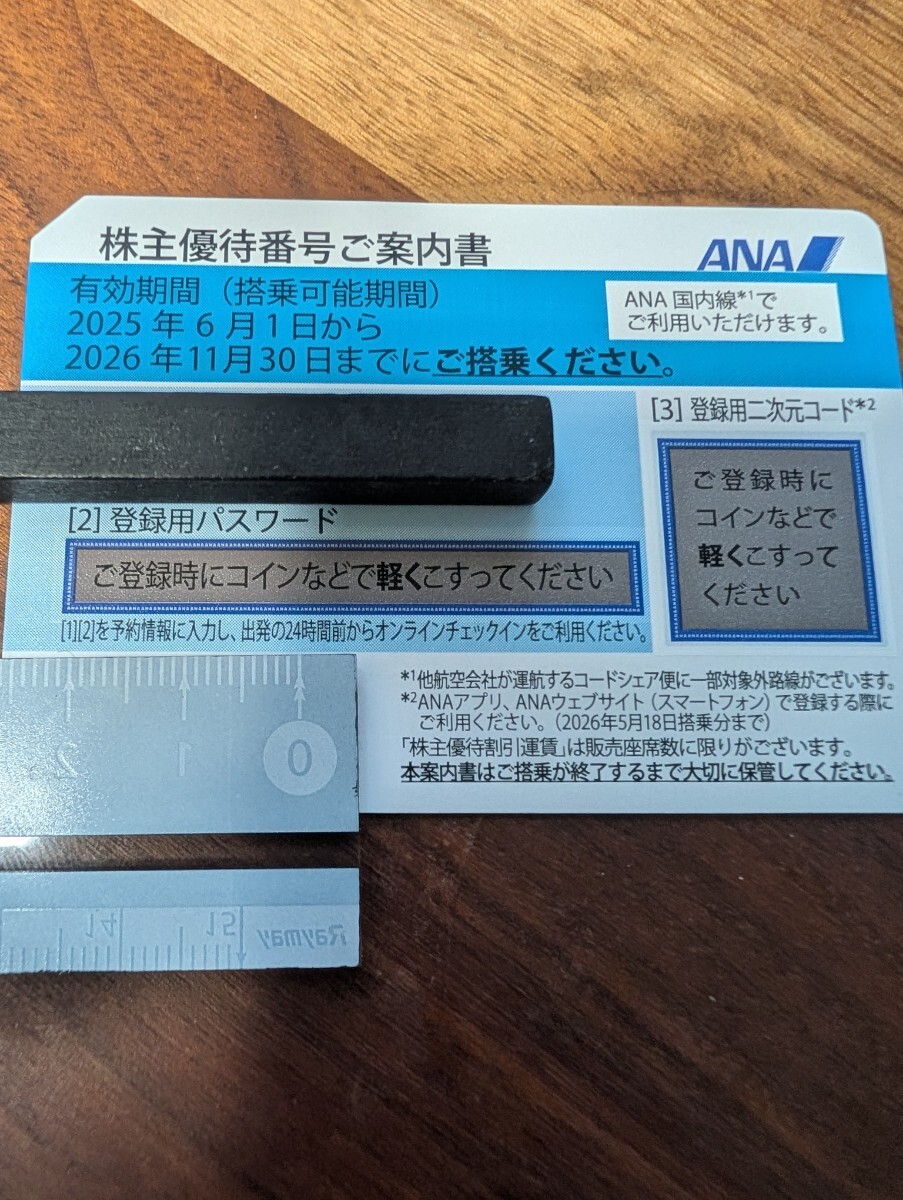 株主優待番号ご案内書
ANA
有効期間（搭乗可能期間）
2025年6月1日から
2026年11月30日までにご搭乗ください。
ANA国内線*1で
ご利用いただけます。
[3] 登録用二次元コード*2
ご登録時に
コインなどで
軽くこすって
ください
[2] 登録用パスワード
ご登録時にコインなどで軽くこすってください
[1][2]を予約情報に入力し、出発の24時間前からオンラインチェックインをご利用ください。
*1他航空会社が運航するコードシェア便に一部対象外路線がございます。
*2ANAアプリ、ANAウェブサイト（スマートフォン）で登録する際に
ご利用ください。（2026年5月18日搭乗分まで）
「株主優待割引運賃」は販売座席数に限りがございます。
本案内書はご搭乗が終了するまで大切に保管してください。
2 1 0
14 15 Raymay